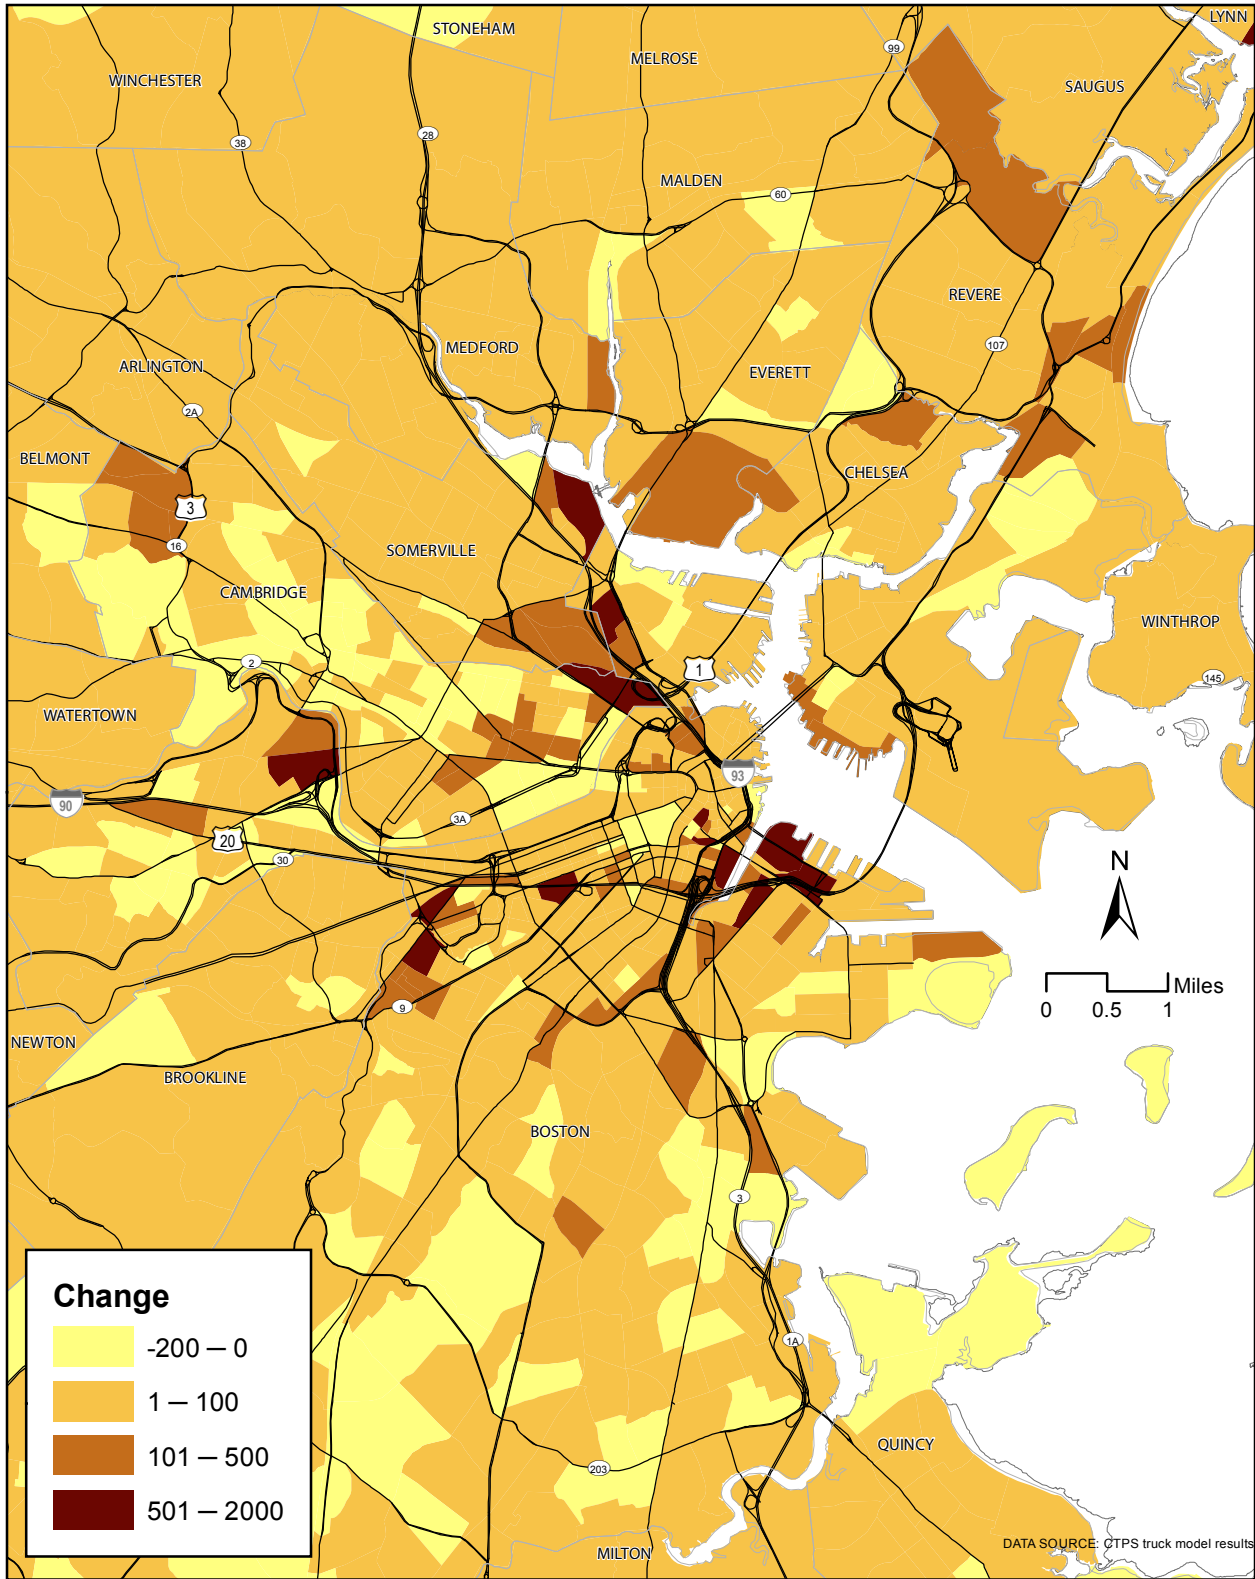 LYNN
STONEHAM
99
MELROSE
WINCHESTER
SAUGUS
28
38
MALDEN
60
REVERE
107
MEDFORD
ARLINGTON
EVERETT
2A
BELMONT
CHELSEA
3
16
SOMERVILLE
CAMBRIDGE
WINTHROP
2
1
145
WATERTOWN
93
90
3A
20
30
N
Miles
0 0.5 1
9
NEWTON
BROOKLINE
BOSTON
3
1A
QUINCY
203
MILTON
Change
-200 — 0
1 — 100
101 — 500
501 — 2000
DATA SOURCE: CTPS truck model results